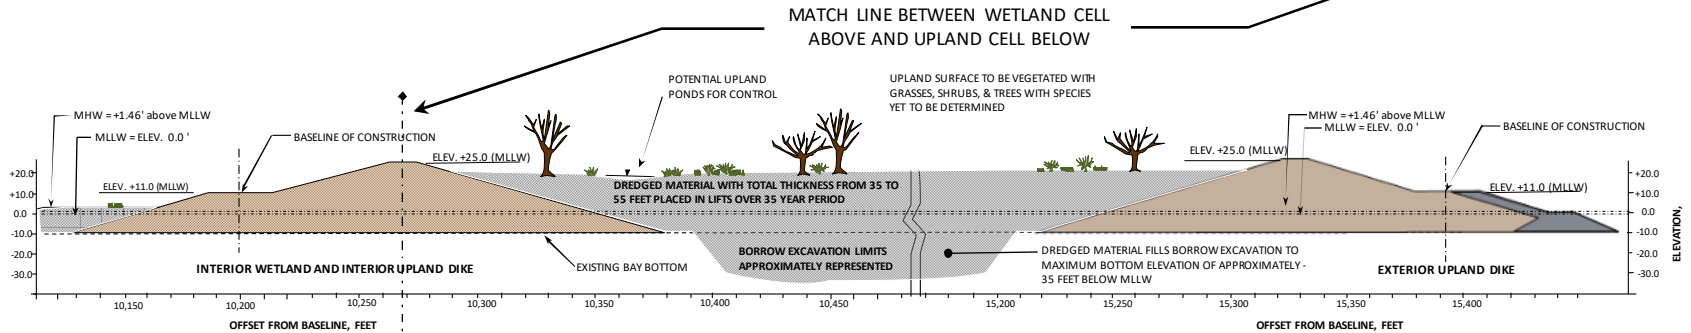 MATCH LINE BETWEEN WETLAND CELL
ABOVE AND UPLAND CELL BELOW
POTENTIAL UPLAND
PONDS FOR CONTROL
UPLAND SURFACE TO BE VEGETATED WITH
GRASSES, SHRUBS, & TREES WITH SPECIES
YET TO BE DETERMINED
MHW = +1.46' above MLLW
MLLW = ELEV. 0.0 '
BASELINE OF CONSTRUCTION
ELEV. +25.0 (MLLW)
ELEV. +11.0 (MLLW)
MHW = +1.46' above MLLW
MLLW = ELEV. 0.0 '
BASELINE OF CONSTRUCTION
ELEV. +25.0 (MLLW)
ELEV. +11.0 (MLLW)
+20.0
+10.0
0.0
-10.0
-20.0
-30.0
DREDGED MATERIAL WITH TOTAL THICKNESS FROM 35 TO
55 FEET PLACED IN LIFTS OVER 35 YEAR PERIOD
+20.0
+10.0
0.0
-10.0
-20.0
-30.0
ELEVATION,
INTERIOR WETLAND AND INTERIOR UPLAND DIKE
EXISTING BAY BOTTOM
BORROW EXCAVATION LIMITS
APPROXIMATELY REPRESENTED
DREDGED MATERIAL FILLS BORROW EXCAVATION TO
MAXIMUM BOTTOM ELEVATION OF APPROXIMATELY -
35 FEET BELOW MLLW
EXTERIOR UPLAND DIKE
10,150 10,200 10,250 10,300 10,350 10,400 10,450 15,200 15,300 15,350 15,400
OFFSET FROM BASELINE, FEET
OFFSET FROM BASELINE, FEET